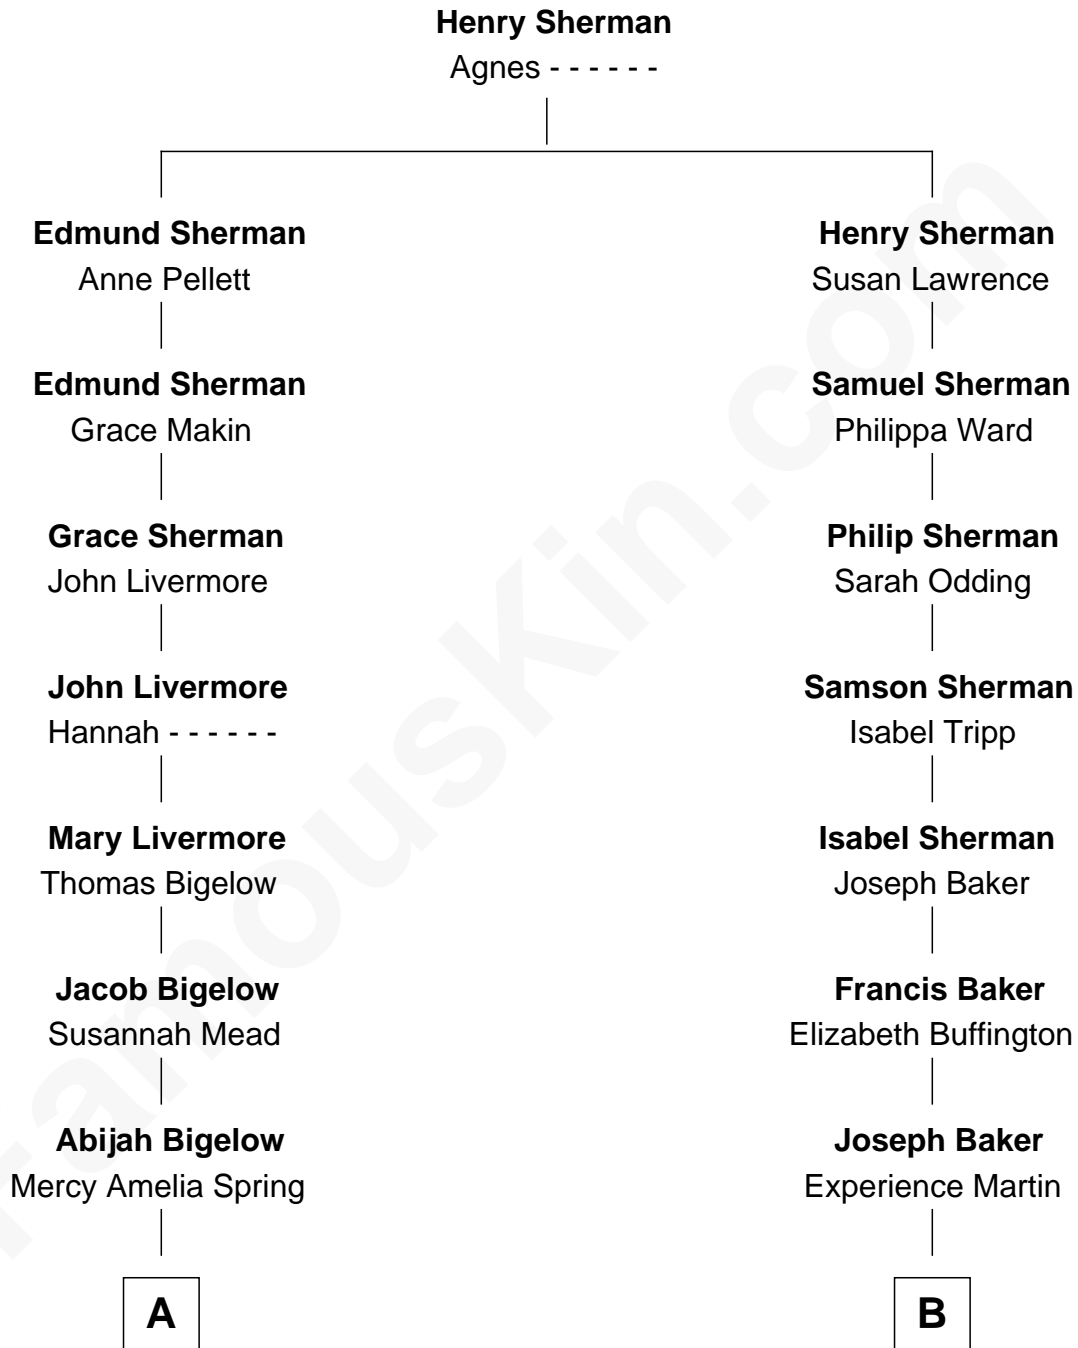 Henry Sherman
Agnes - - - - - -
Edmund Sherman
Anne Pellett
Henry Sherman
Susan Lawrence
Edmund Sherman
Grace Makin
Samuel Sherman
Philippa Ward
Grace Sherman
John Livermore
Philip Sherman
Sarah Odding
John Livermore
Hannah - - - - - -
Samson Sherman
Isabel Tripp
Mary Livermore
Thomas Bigelow
Isabel Sherman
Joseph Baker
Jacob Bigelow
Susannah Mead
Francis Baker
Elizabeth Buffington
Abijah Bigelow
Mercy Amelia Spring
Joseph Baker
Experience Martin
A
B
FamousKin.com